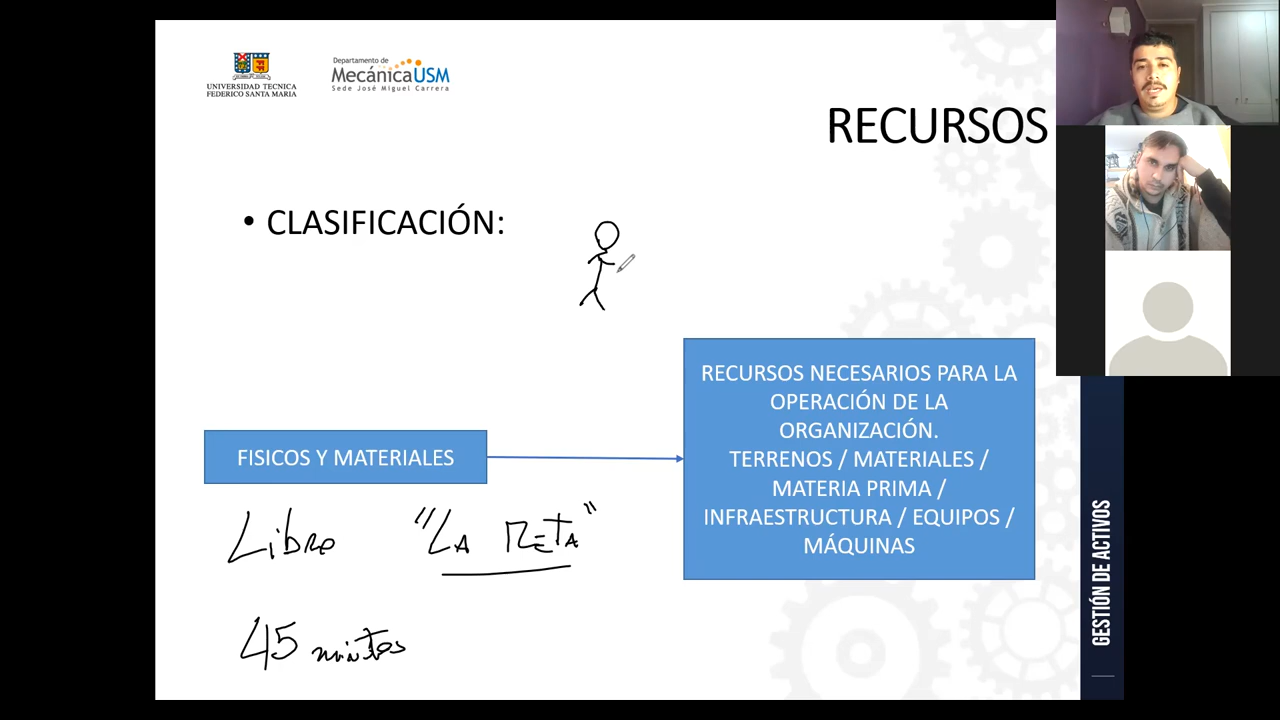 UNIVERSIDAD TECNICA
FEDERICO SANTA MARIA
Departamento de
MecánicaUSM
Sede José Miguel Carrera
RECURSOS
• CLASIFICACIÓN:
FISICOS Y MATERIALES
RECURSOS NECESARIOS PARA LA
OPERACIÓN DE LA
ORGANIZACIÓN.
TERRENOS / MATERIALES /
MATERIA PRIMA /
INFRAESTRUCTURA / EQUIPOS /
MÁQUINAS
Libro "LA META"
45 minutos
GESTIÓN DE ACTIVOS